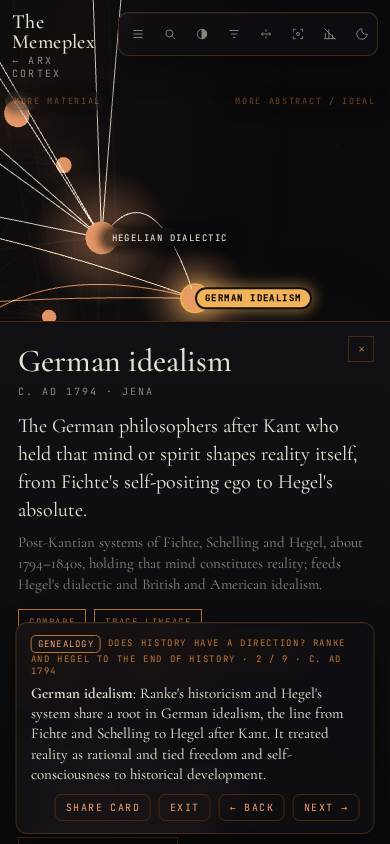 The
Memeplex
← ARX
CORTEX
MORE MATERIAL
MORE ABSTRACT / IDEAL
HEGELIAN DIALECTIC
GERMAN IDEALISM
German idealism
×
C. AD 1794 · JENA
The German philosophers after Kant who
held that mind or spirit shapes reality itself,
from Fichte's self-positing ego to Hegel's
absolute.
Post-Kantian systems of Fichte, Schelling and Hegel, about
1794–1840s, holding that mind constitutes reality; feeds
Hegel's dialectic and British and American idealism.
COMPARE TRACE LINEAGE
GENEALOGY DOES HISTORY HAVE A DIRECTION? RANKE
AND HEGEL TO THE END OF HISTORY · 2 / 9 · C. AD
1794
German idealism: Ranke's historicism and Hegel's
system share a root in German idealism, the line from
Fichte and Schelling to Hegel after Kant. It treated
reality as rational and tied freedom and self-
consciousness to historical development.
SHARE CARD EXIT ← BACK NEXT →